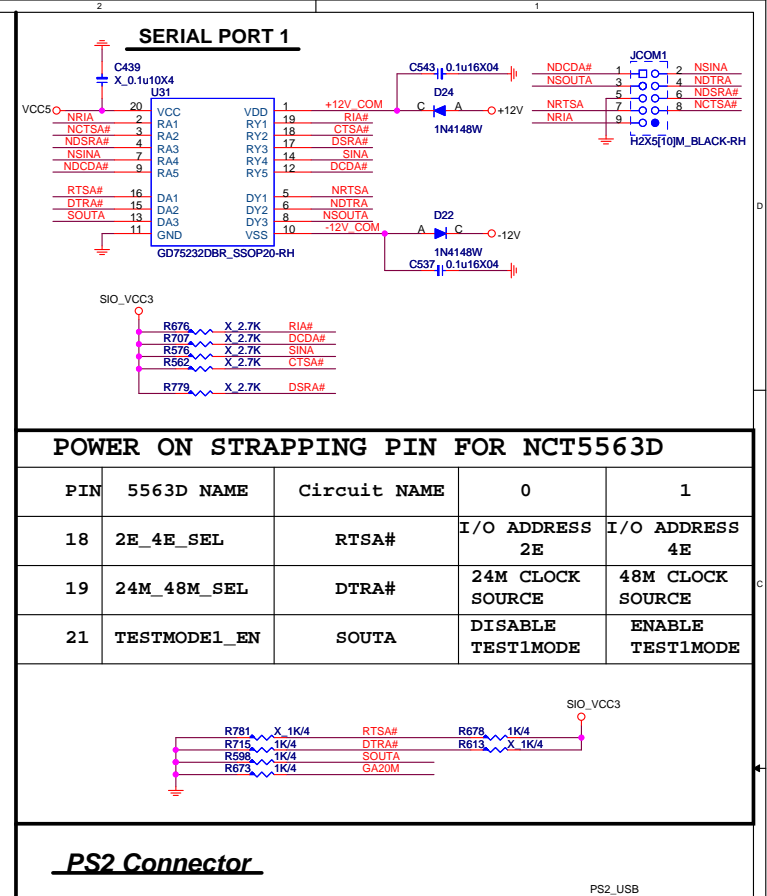 2 1
SERIAL PORT 1
C439
X_0.1u10X4
U31
VCC5
20 VCC VDD 1 +12V_COM
NRIA 2 RA1 RY1 19 RIA#
NCTSA# 3 RA2 RY2 18 CTSA#
NDSRA# 4 RA3 RY3 17 DSRA#
NSINA 7 RA4 RY4 14 SINA
NDCDA# 9 RA5 RY5 12 DCDA#
RTSA# 16 DA1 DY1 5 NRTSA
DTRA# 15 DA2 DY2 6 NDTRA
SOUTA 13 DA3 DY3 8 NSOUTA
11 GND VSS 10 -12V_COM
GD75232DBR_SSOP20-RH
C543 0.1u16X04
D24
C A +12V
1N4148W
D22
A C -12V
1N4148W
C537 0.1u16X04
JCOM1
NDCDA# 1 2 NSINA
NSOUTA 3 4 NDTRA
5 6 NDSRA#
NRTSA 7 8 NCTSA#
NRIA 9
H2X5[10]M_BLACK-RH
D
SIO_VCC3
R676 X_2.7K RIA#
R707 X_2.7K DCDA#
R576 X_2.7K SINA
R562 X_2.7K CTSA#
R779 X_2.7K DSRA#
POWER ON STRAPPING PIN FOR NCT5563D
PIN 5563D NAME Circuit NAME 0 1
18 2E_4E_SEL RTSA# I/O ADDRESS 2E I/O ADDRESS 4E
19 24M_48M_SEL DTRA# 24M CLOCK SOURCE 48M CLOCK SOURCE
21 TESTMODE1_EN SOUTA DISABLE TEST1MODE ENABLE TEST1MODE
C
SIO_VCC3
R781 X_1K/4 RTSA# R678 1K/4
R715 1K/4 DTRA# R613 X_1K/4
R598 1K/4 SOUTA
R673 1K/4 GA20M
PS2 Connector
PS2_USB